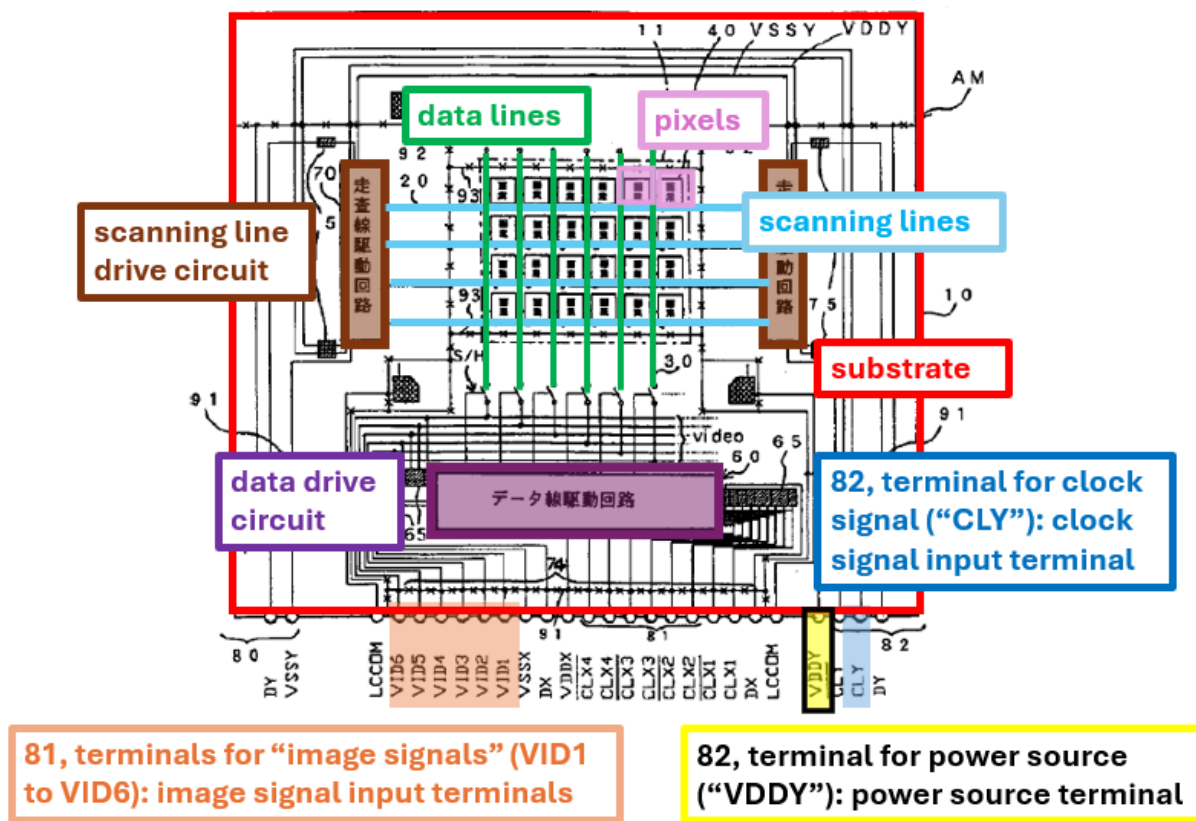 11 40 VSSY VDDY
AM
data lines
pixels
92
70
20
93
走査線駆動回路
走
動回路
scanning line
drive circuit
5
scanning lines
10
75
93
S/H
30
substrate
91
91
video
65
60
data drive
circuit
データ線駆動回路
65
82, terminal for clock
signal (“CLY”): clock
signal input terminal
74
91
80
81
82
DY
VSSY
LCCOM
VID6
VID5
VID4
VID3
VID2
VID1
VSSX
DX
VDDX
CLX4
CLX4
CLX3
CLX3
CLX2
CLX2
CLX1
CLX1
DX
LCCOM
VDDY
CLY
DY
81, terminals for “image signals” (VID1
to VID6): image signal input terminals
82, terminal for power source
(“VDDY”): power source terminal